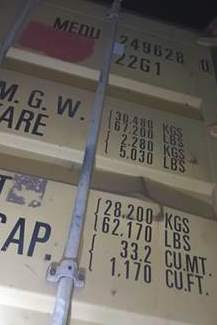 MEDU 249628 0
22G1
M.G.W. 30.480 KGS
67.200 LBS
ARE 2.280 KGS
5.030 LBS
T 28.200 KGS
62.170 LBS
CAP. 33.2 CU.MT.
1.170 CU.FT.